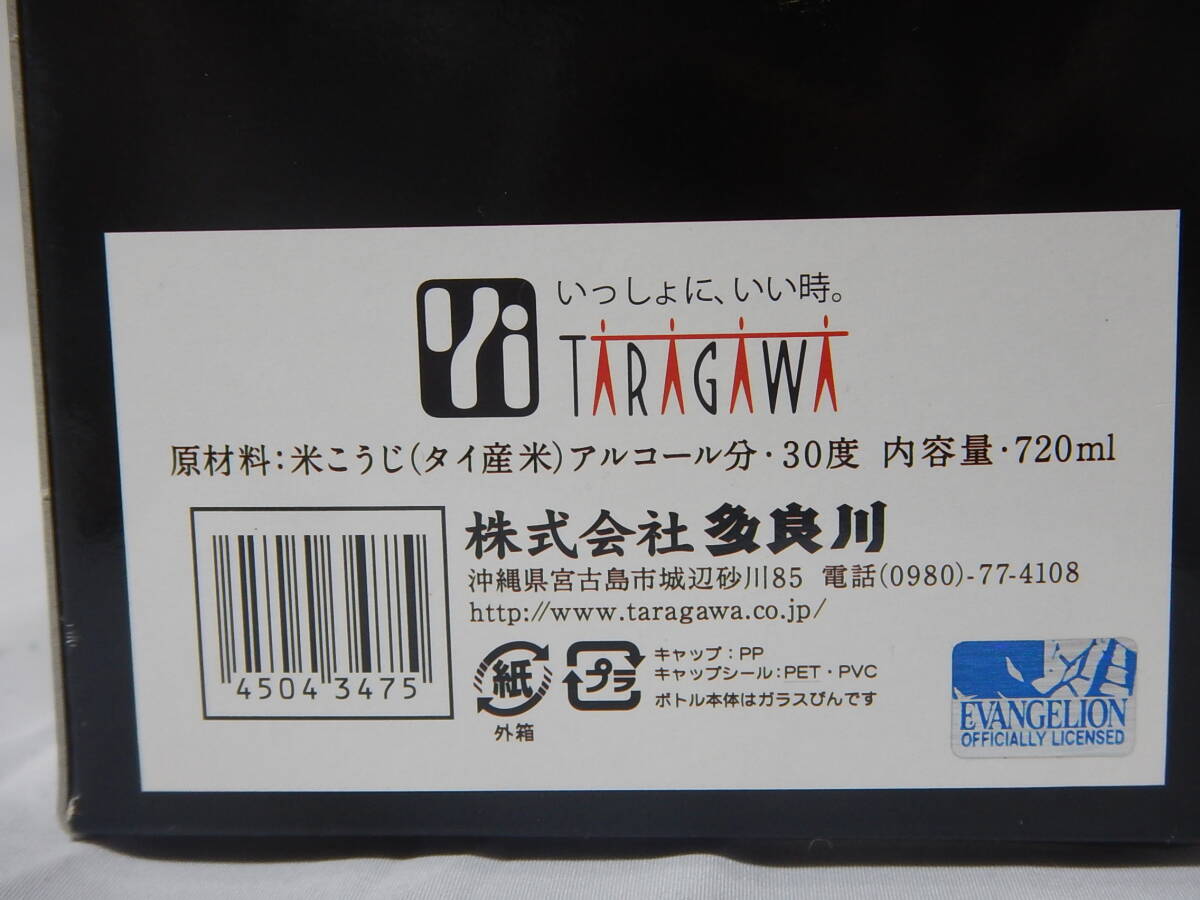 いっしょに、いい時。
TARAGAWA
原材料:米こうじ(タイ産米)アルコール分・30度 内容量・720ml
株式会社 多良川
沖縄県宮古島市城辺砂川85 電話(0980)-77-4108
http://www.taragawa.co.jp/
45043475
紙
外箱
プラ
キャップ:PP
キャップシール:PET・PVC
ボトル本体はガラスびんです
EVANGELION
OFFICIALLY LICENSED